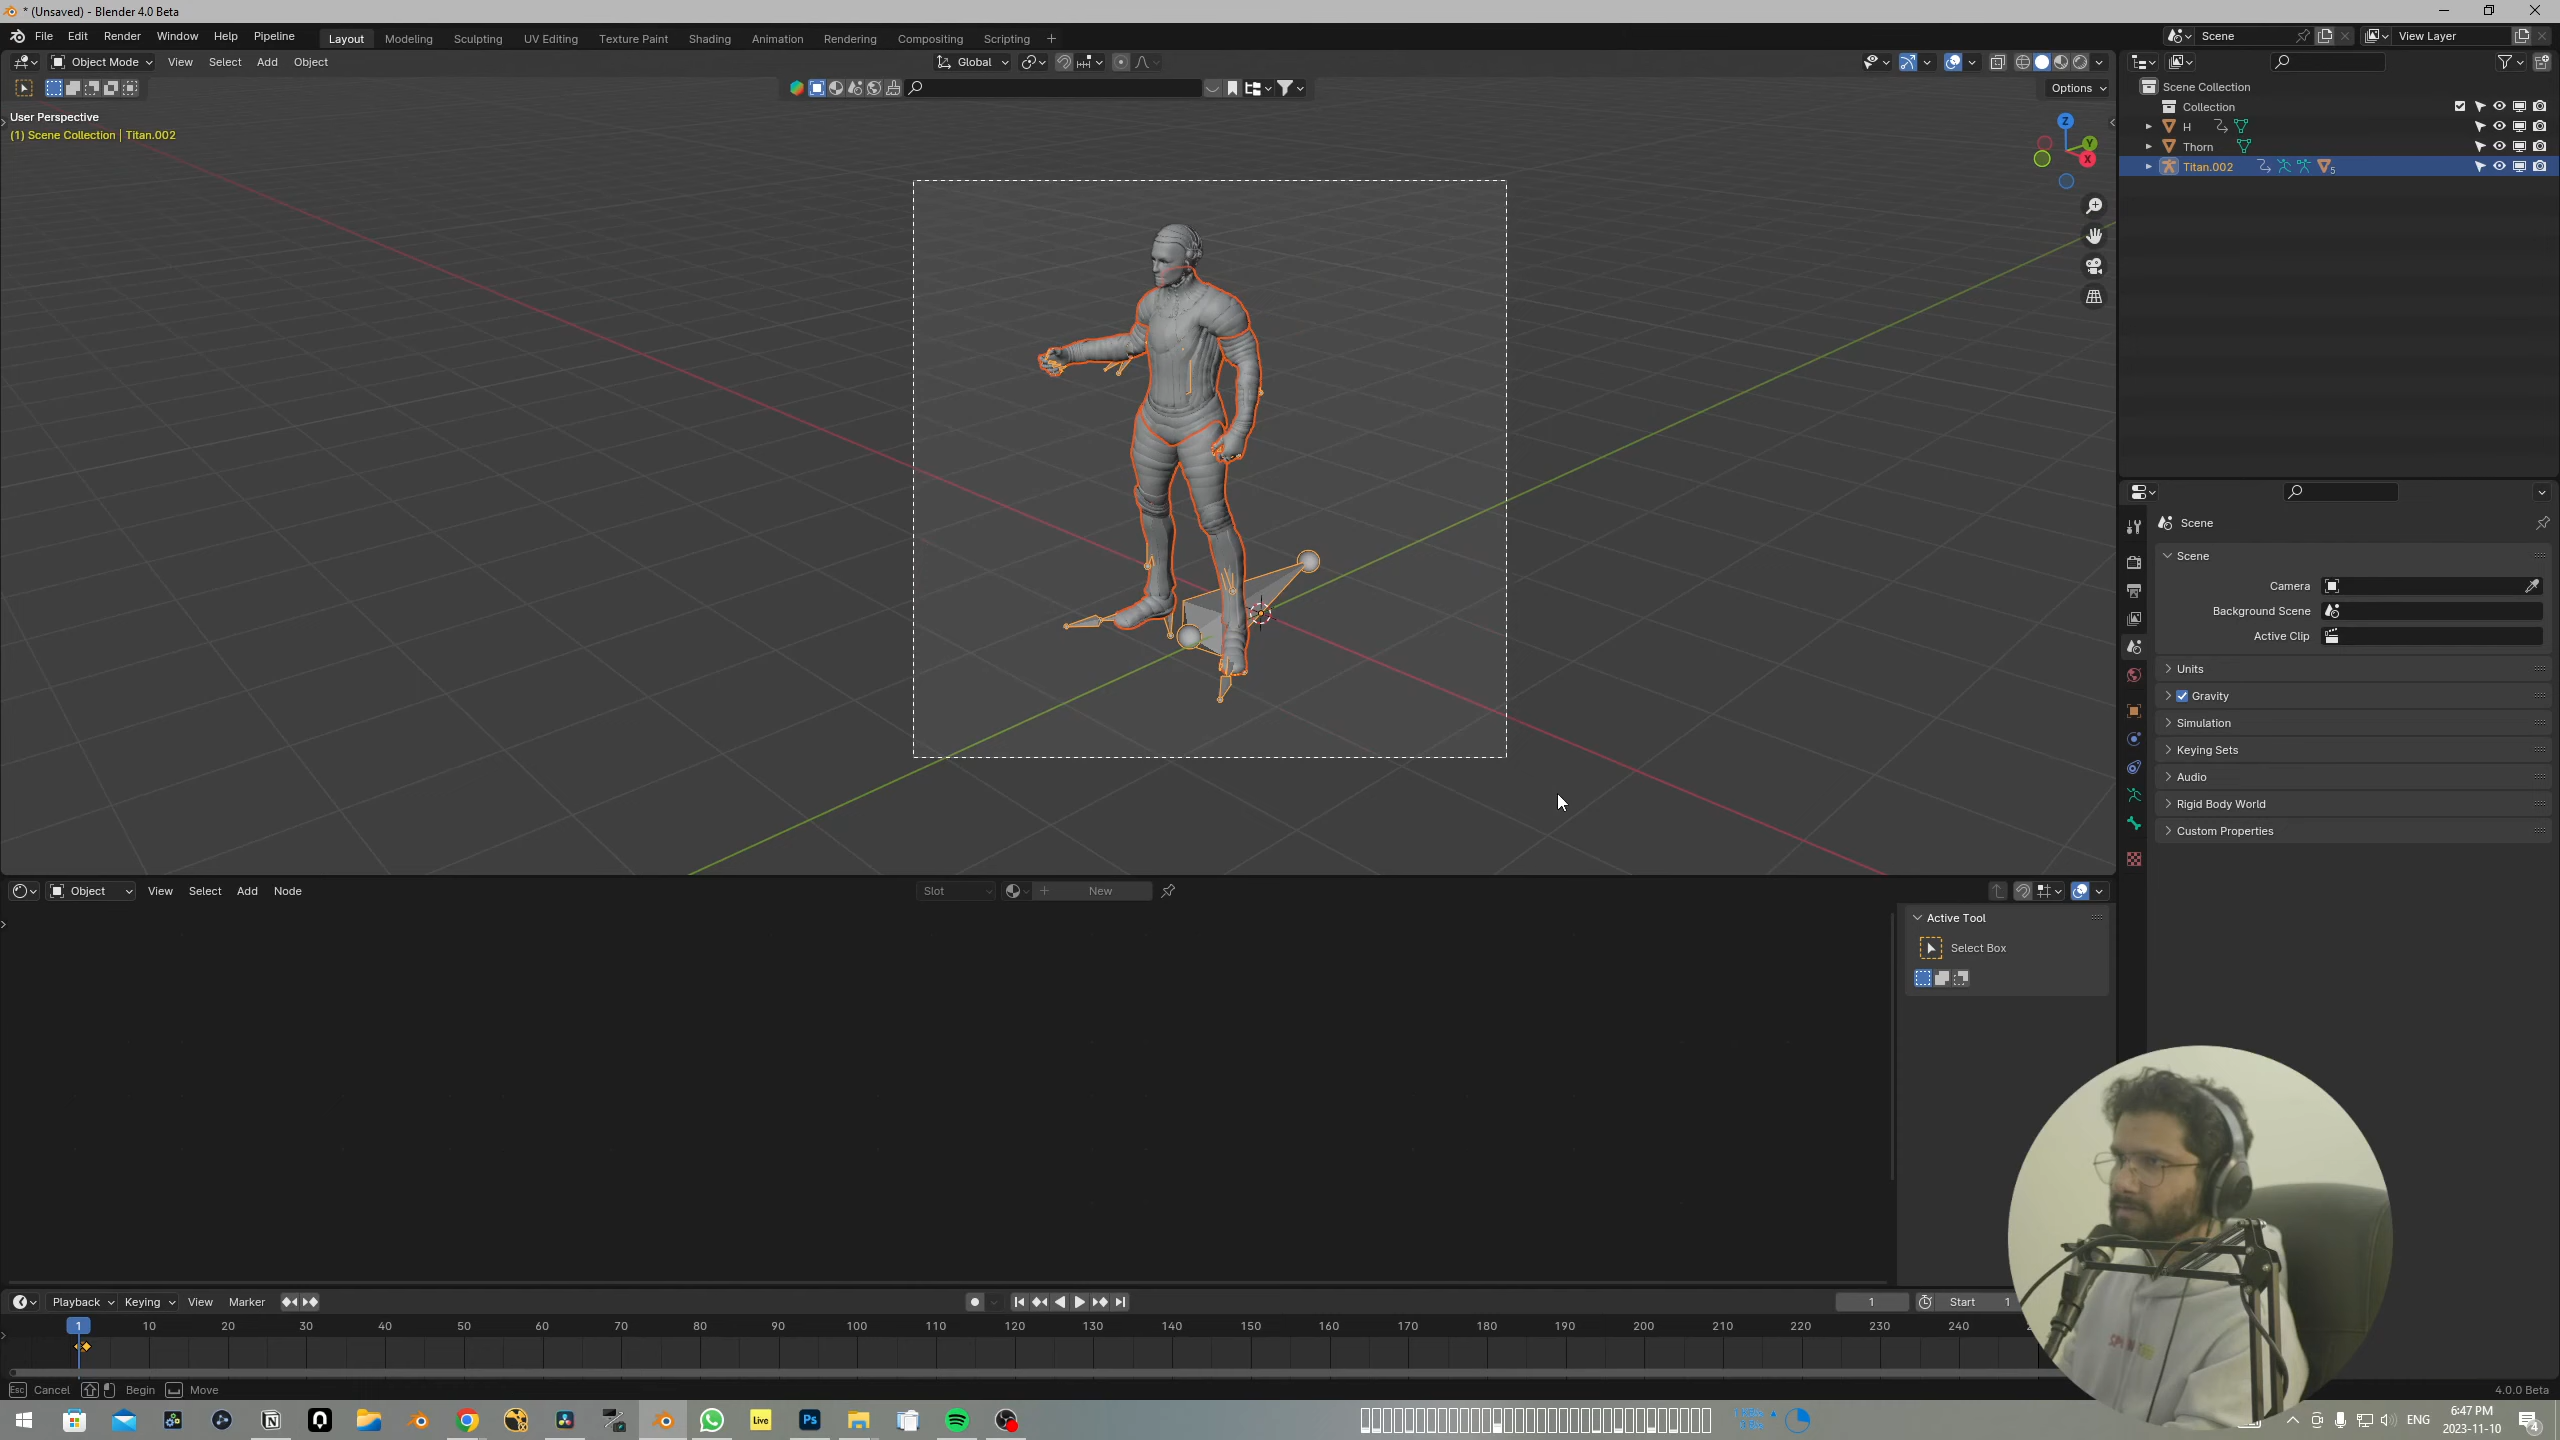 * (Unsaved) - Blender 4.0 Beta
File Edit Render Window Help Pipeline
Layout Modeling Sculpting UV Editing Texture Paint Shading Animation Rendering Compositing Scripting +
Scene
View Layer
Object Mode View Select Add Object
Global
Options
User Perspective
(1) Scene Collection | Titan.002
Z
Y
X
Scene Collection
Collection
H
Thorn
Titan.002
5
Scene
Scene
Camera
Background Scene
Active Clip
Units
Gravity
Simulation
Keying Sets
Audio
Rigid Body World
Custom Properties
Object View Select Add Node
Slot
New
Active Tool
Select Box
Playback Keying View Marker
1
Start 1
1 10 20 30 40 50 60 70 80 90 100 110 120 130 140 150 160 170 180 190 200 210 220 230 240
Esc Cancel Begin Move
4.0.0 Beta
Live
Ps
ENG
6:47 PM
2023-11-10
4